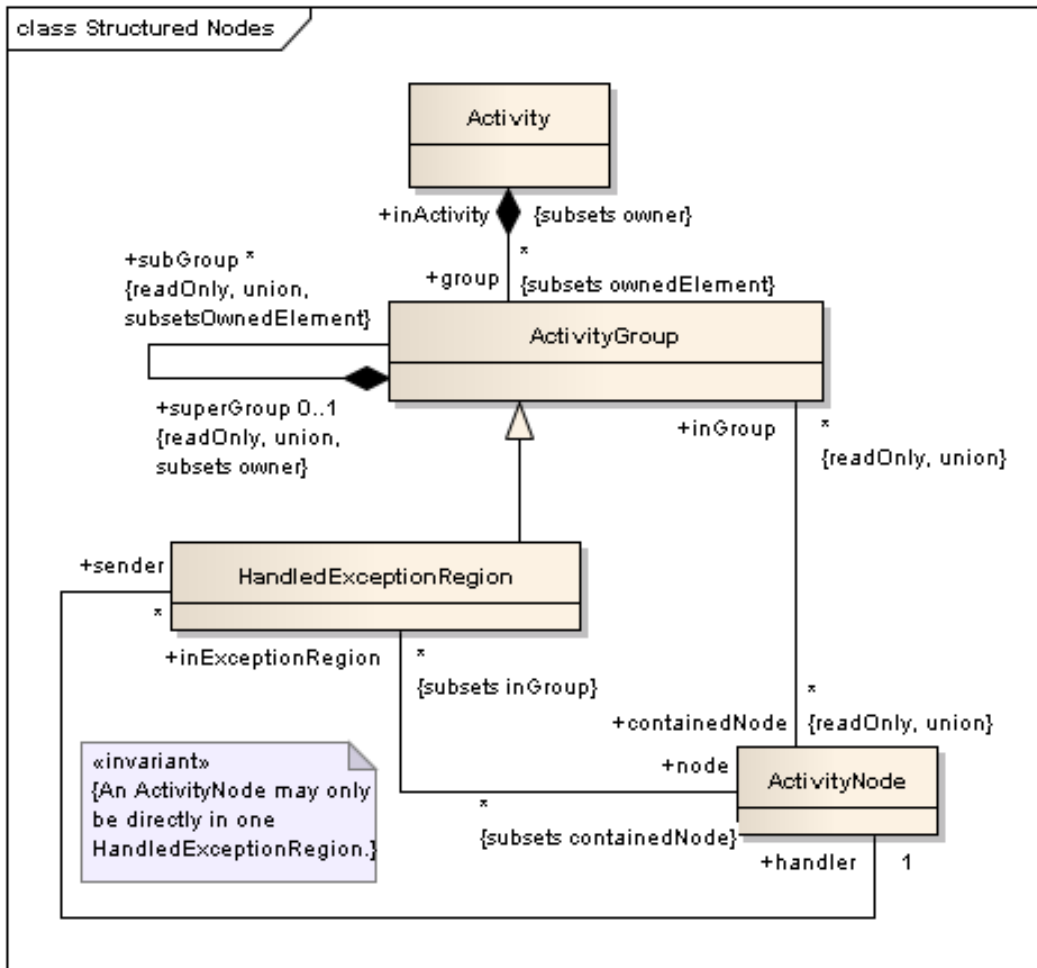 class Structured Nodes
Activity
+inActivity
{subsets owner}
+subGroup *
{readOnly, union,
subsetsOwnedElement}
*
+group
{subsets ownedElement}
ActivityGroup
+superGroup 0..1
{readOnly, union,
subsets owner}
+inGroup
*
{readOnly, union}
+sender
*
HandledExceptionRegion
+inExceptionRegion
*
{subsets inGroup}
*
+containedNode
{readOnly, union}
«invariant»
{An ActivityNode may only
be directly in one
HandledExceptionRegion.}
+node
*
{subsets containedNode}
ActivityNode
+handler
1